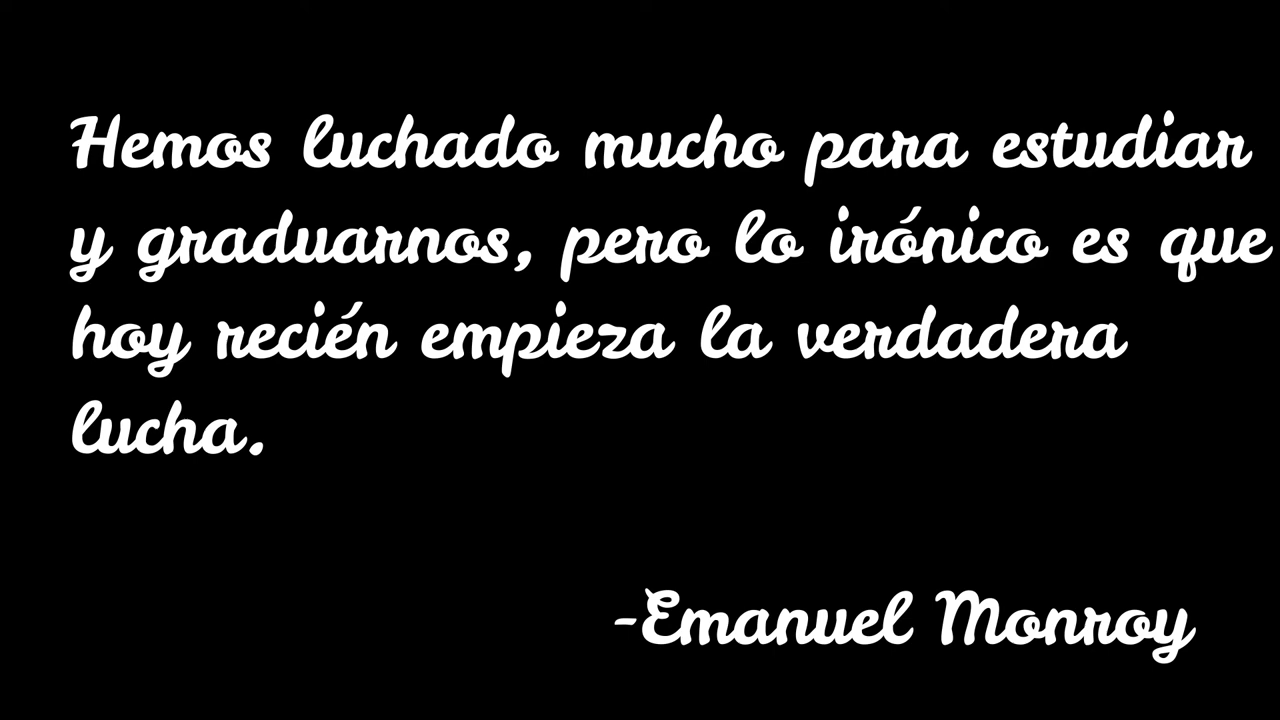 Hemos luchado mucho para estudiar
y graduarnos, pero lo irónico es que
hoy recién empieza la verdadera
lucha.
-Emanuel Monroy